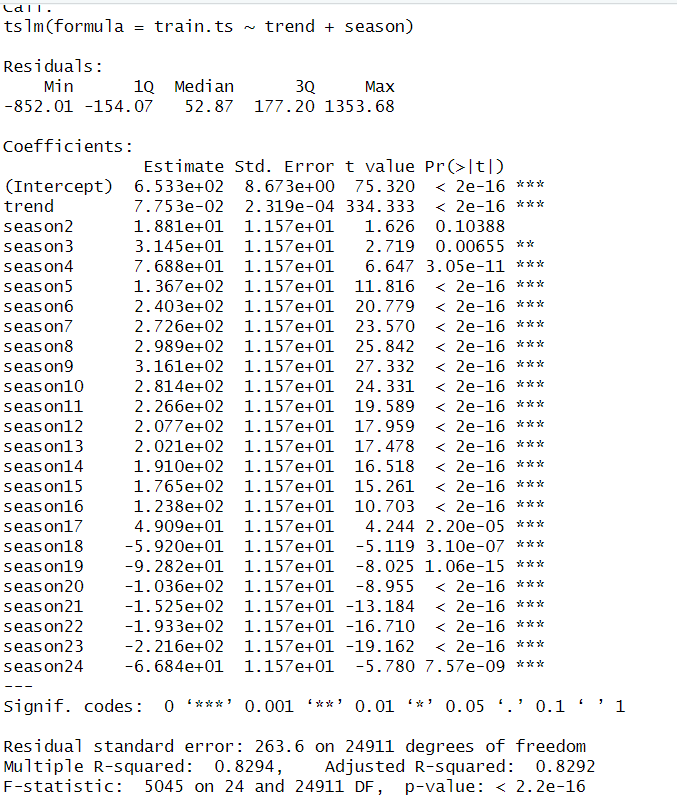 Call:
tslm(formula = train.ts ~ trend + season)
Residuals:
    Min      1Q  Median      3Q     Max
-852.01 -154.07   52.87  177.20 1353.68
Coefficients:
              Estimate Std. Error t value Pr(>|t|)
(Intercept)  6.533e+02  8.673e+00  75.320  < 2e-16 ***
trend        7.753e-02  2.319e-04 334.333  < 2e-16 ***
season2      1.881e+01  1.157e+01   1.626  0.10388
season3      3.145e+01  1.157e+01   2.719  0.00655 **
season4      7.688e+01  1.157e+01   6.647 3.05e-11 ***
season5      1.367e+02  1.157e+01  11.816  < 2e-16 ***
season6      2.403e+02  1.157e+01  20.779  < 2e-16 ***
season7      2.726e+02  1.157e+01  23.570  < 2e-16 ***
season8      2.989e+02  1.157e+01  25.842  < 2e-16 ***
season9      3.161e+02  1.157e+01  27.332  < 2e-16 ***
season10     2.814e+02  1.157e+01  24.331  < 2e-16 ***
season11     2.266e+02  1.157e+01  19.589  < 2e-16 ***
season12     2.077e+02  1.157e+01  17.959  < 2e-16 ***
season13     2.021e+02  1.157e+01  17.478  < 2e-16 ***
season14     1.910e+02  1.157e+01  16.518  < 2e-16 ***
season15     1.765e+02  1.157e+01  15.261  < 2e-16 ***
season16     1.238e+02  1.157e+01  10.703  < 2e-16 ***
season17     4.909e+01  1.157e+01   4.244 2.20e-05 ***
season18    -5.920e+01  1.157e+01  -5.119 3.10e-07 ***
season19    -9.282e+01  1.157e+01  -8.025 1.06e-15 ***
season20    -1.036e+02  1.157e+01  -8.955  < 2e-16 ***
season21    -1.525e+02  1.157e+01 -13.184  < 2e-16 ***
season22    -1.933e+02  1.157e+01 -16.710  < 2e-16 ***
season23    -2.216e+02  1.157e+01 -19.162  < 2e-16 ***
season24    -6.684e+01  1.157e+01  -5.780 7.57e-09 ***
---
Signif. codes:  0 ‘***’ 0.001 ‘**’ 0.01 ‘*’ 0.05 ‘.’ 0.1 ‘ ’ 1
Residual standard error: 263.6 on 24911 degrees of freedom
Multiple R-squared:  0.8294,    Adjusted R-squared:  0.8292
F-statistic:  5045 on 24 and 24911 DF,  p-value: < 2.2e-16